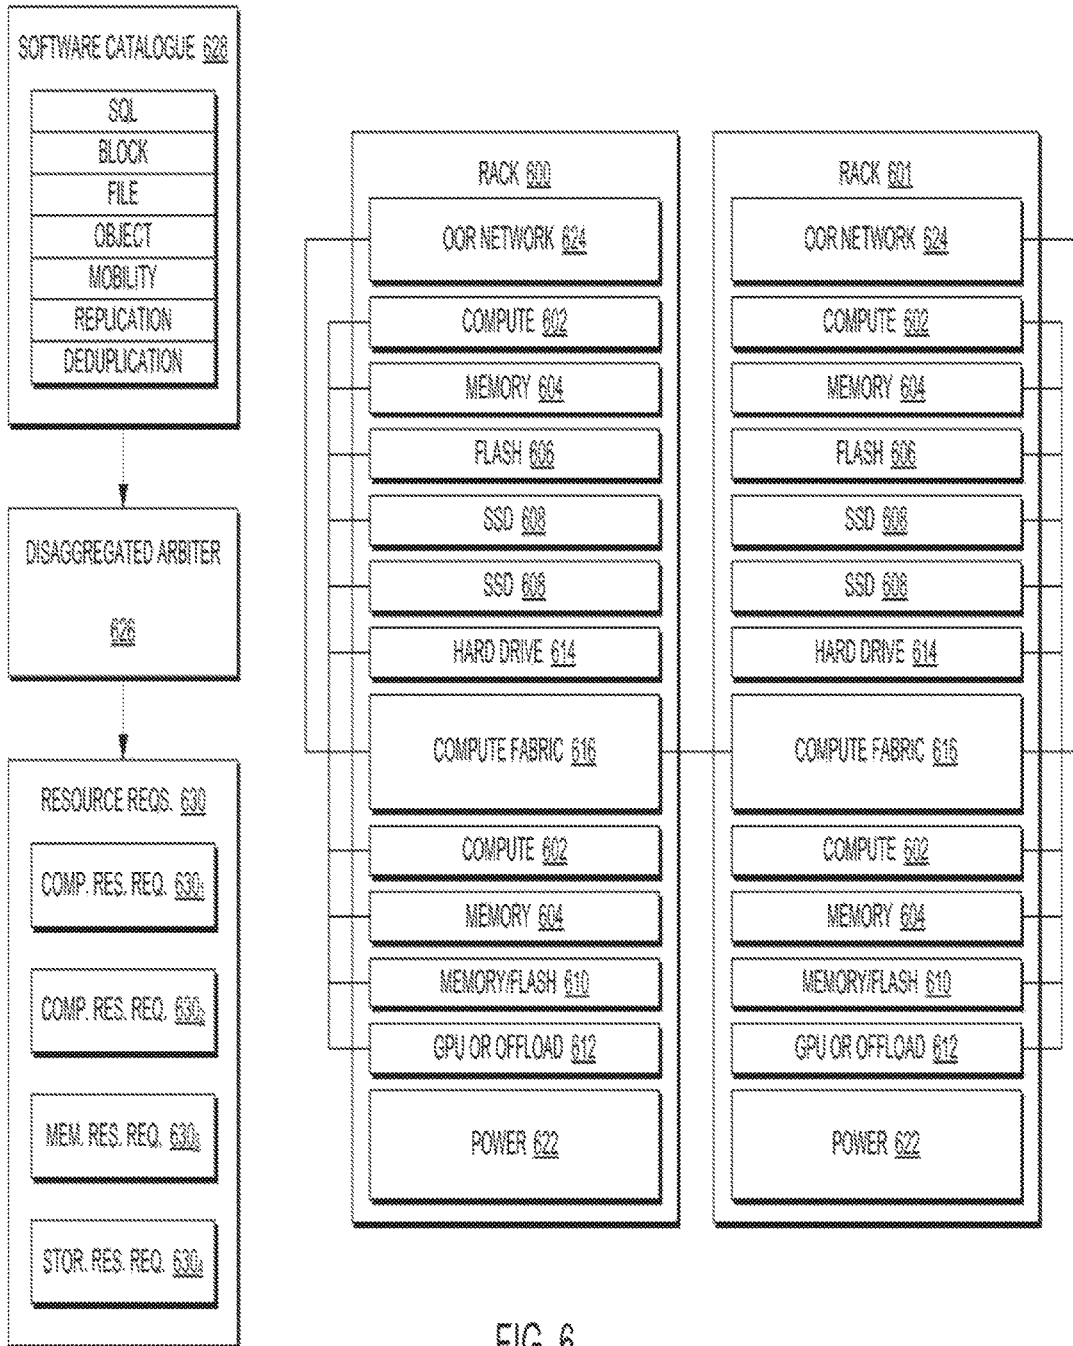 SOFTWARE CATALOGUE 628
SQL
BLOCK
FILE
OBJECT
MOBILITY
REPLICATION
DEDUPLICATION
DISAGGREGATED ARBITER
626
RESOURCE REQS. 630
COMP. RES. REQ. 630₁
COMP. RES. REQ. 630₂
MEM. RES. REQ. 630₃
STOR. RES. REQ. 630₄
RACK 600
OOR NETWORK 624
COMPUTE 602
MEMORY 604
FLASH 606
SSD 608
SSD 608
HARD DRIVE 614
COMPUTE FABRIC 616
COMPUTE 602
MEMORY 604
MEMORY/FLASH 610
GPU OR OFFLOAD 612
POWER 622
RACK 601
OOR NETWORK 624
COMPUTE 602
MEMORY 604
FLASH 606
SSD 608
SSD 608
HARD DRIVE 614
COMPUTE FABRIC 616
COMPUTE 602
MEMORY 604
MEMORY/FLASH 610
GPU OR OFFLOAD 612
POWER 622
FIG. 6